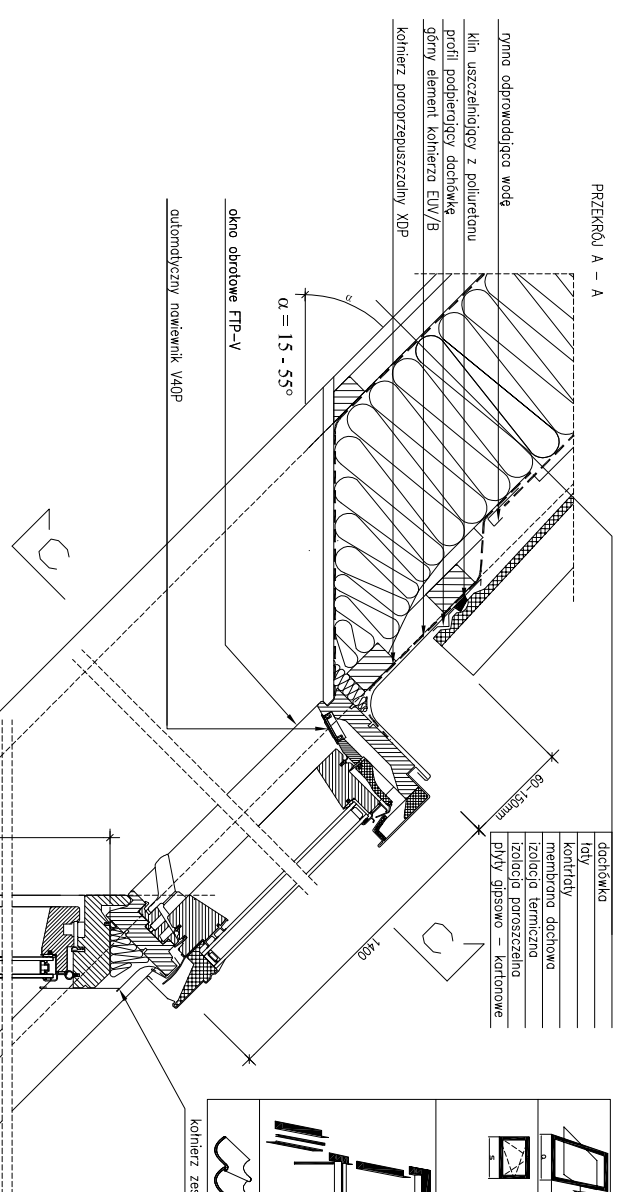 PRZEKRÓJ A - A
rynna odprowadzająca wodę
klin uszczelniający z poliuretanu
profil podpierający dachówkę
górny element kołnierza EUV/B
kołnierz paroprzepuszczalny XDP
α
α = 15 - 55°
okno obrotowe FTP-V
automatyczny nawiewnik V40P
60-150mm
1400
C
C
dachówka
łaty
kontrłaty
membrana dachowa
izolacja termiczna
izolacja paroszczelna
płyty gipsowo - kartonowe
kołnierz zes